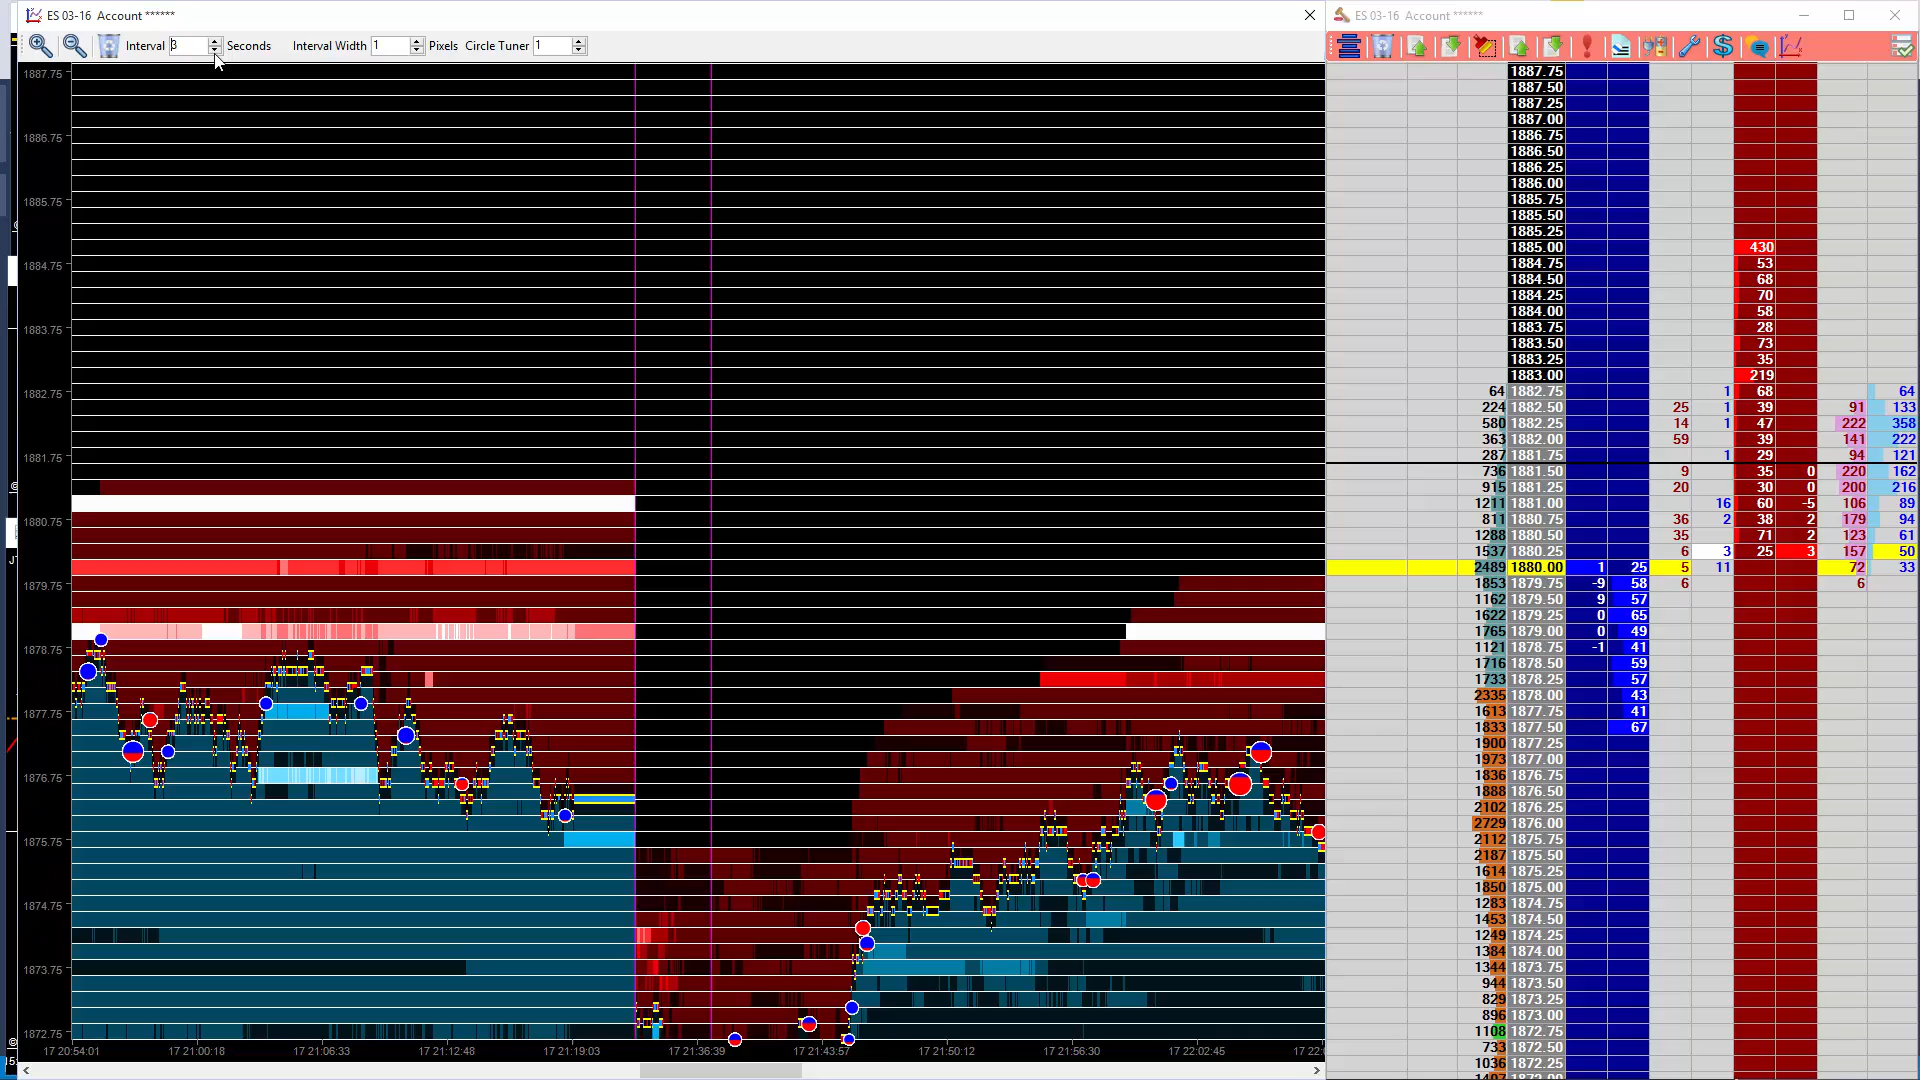 ES 03-16  Account ******
Interval 3 Seconds Interval Width 1 Pixels Circle Tuner 1
1887.75
1886.75
1885.75
1884.75
1883.75
1882.75
1881.75
1880.75
1879.75
1878.75
1877.75
1876.75
1875.75
1874.75
1873.75
1872.75
17 20:54:01 17 21:00:18 17 21:06:33 17 21:12:48 17 21:19:03 17 21:36:39 17 21:43:57 17 21:50:12 17 21:56:30 17 22:02:45
ES 03-16  Account ******
1887.75
1887.50
1887.25
1887.00
1886.75
1886.50
1886.25
1886.00
1885.75
1885.50
1885.25
1885.00 430
1884.75 53
1884.50 68
1884.25 70
1884.00 58
1883.75 28
1883.50 73
1883.25 35
1883.00 219
64 1882.75 1 68 64
224 1882.50 25 1 39 91 133
580 1882.25 14 1 47 222 358
363 1882.00 59 39 141 222
287 1881.75 1 29 94 121
736 1881.50 9 35 0 220 162
915 1881.25 20 30 0 200 216
1211 1881.00 16 60 -5 106 89
811 1880.75 36 2 38 2 179 94
1288 1880.50 35 71 2 123 61
1537 1880.25 6 3 25 3 157 50
2489 1880.00 1 25 5 11 72 33
1853 1879.75 -9 58 6 6
1162 1879.50 9 57
1622 1879.25 0 65
1765 1879.00 0 49
1121 1878.75 -1 41
1716 1878.50 59
1733 1878.25 57
2335 1878.00 43
1613 1877.75 41
1833 1877.50 67
1900 1877.25
1973 1877.00
1836 1876.75
1888 1876.50
2102 1876.25
2729 1876.00
2112 1875.75
2187 1875.50
1614 1875.25
1850 1875.00
1283 1874.75
1453 1874.50
1249 1874.25
1384 1874.00
1344 1873.75
944 1873.50
829 1873.25
896 1873.00
1108 1872.75
733 1872.50
1036 1872.25